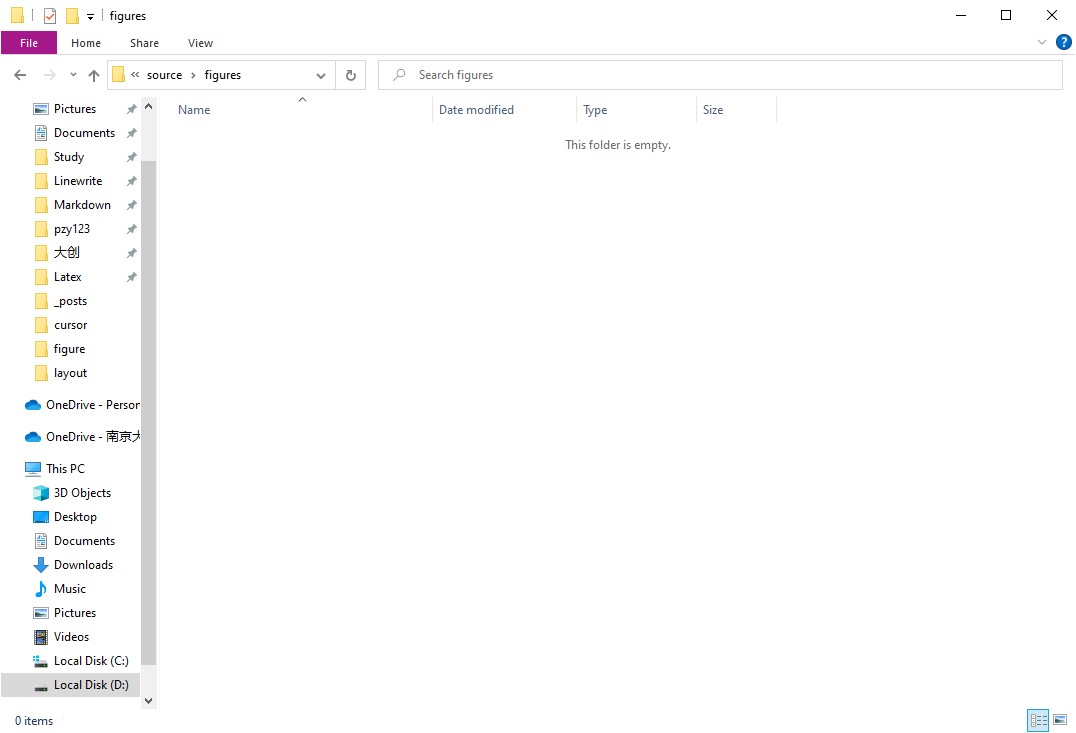 figures
File Home Share View
« source › figures Search figures
Name Date modified Type Size
This folder is empty.
Pictures
Documents
Study
Linewrite
Markdown
pzy123
大创
Latex
_posts
cursor
figure
layout
OneDrive - Person
OneDrive - 南京大
This PC
3D Objects
Desktop
Documents
Downloads
Music
Pictures
Videos
Local Disk (C:)
Local Disk (D:)
0 items